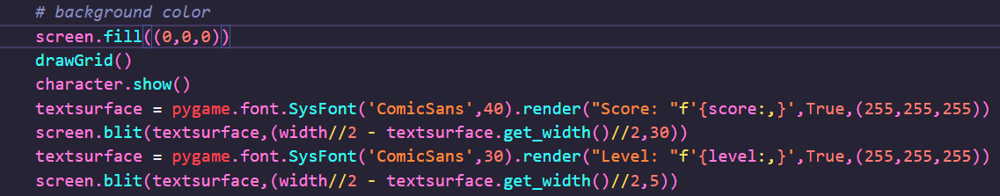 # background color
screen.fill((0,0,0))
drawGrid()
character.show()
textsurface = pygame.font.SysFont('ComicSans',40).render("Score: "f'{score:,}',True,(255,255,255))
screen.blit(textsurface,(width//2 - textsurface.get_width()//2,30))
textsurface = pygame.font.SysFont('ComicSans',30).render("Level: "f'{level:,}',True,(255,255,255))
screen.blit(textsurface,(width//2 - textsurface.get_width()//2,5))